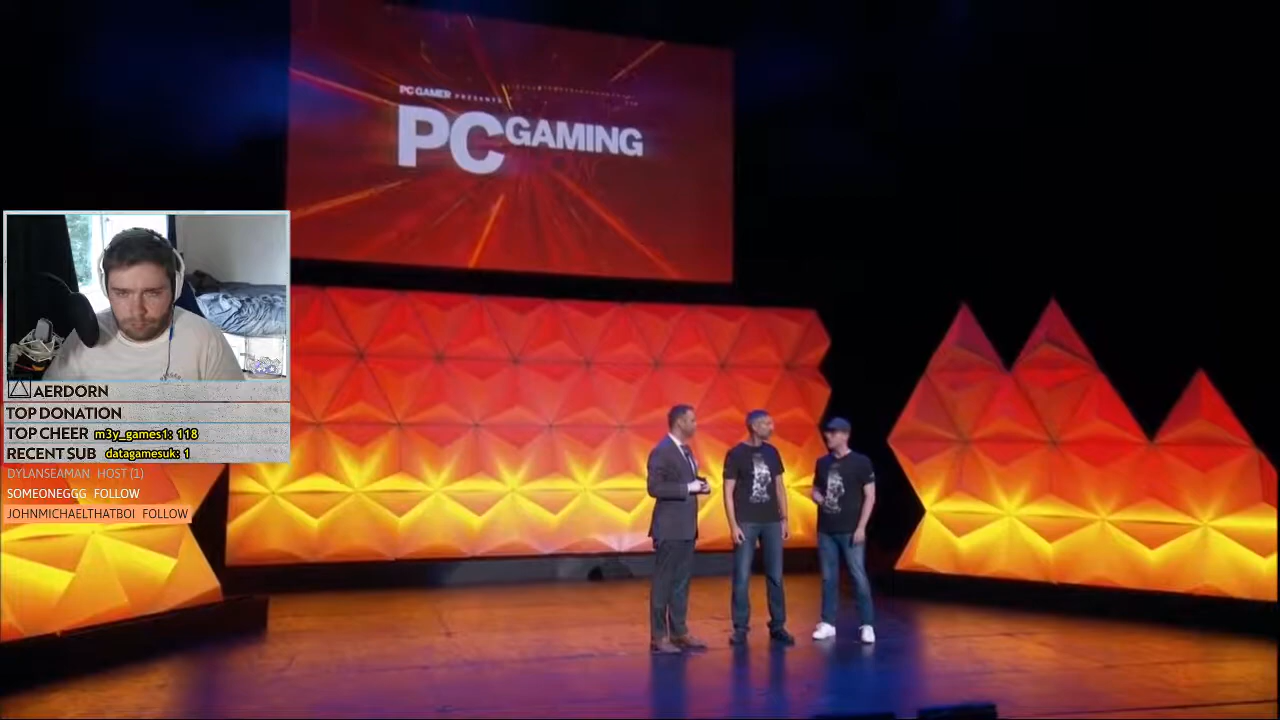 PC GAMER PRESENTS
PC GAMING
AERDORN
TOP DONATION
TOP CHEER m3y_games1: 118
RECENT SUB datagamesuk: 1
DYLANSEAMAN HOST (1)
SOMEONEGGG FOLLOW
JOHNMICHAELTHATBOI FOLLOW